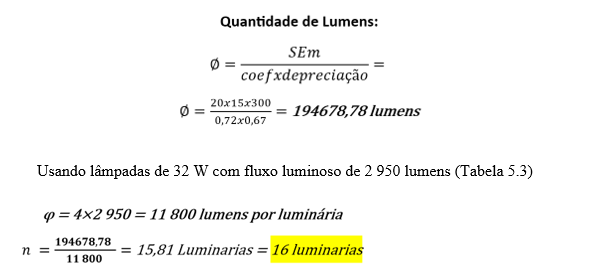 Quantidade de Lumens:
∅ = SEm / coefxdepreciação =
∅ = 20x15x300 / 0,72x0,67 = 194678,78 lumens
Usando lâmpadas de 32 W com fluxo luminoso de 2 950 lumens (Tabela 5.3)
φ = 4×2 950 = 11 800 lumens por luminária
n = 194678,78 / 11 800 = 15,81 Luminarias = 16 luminarias